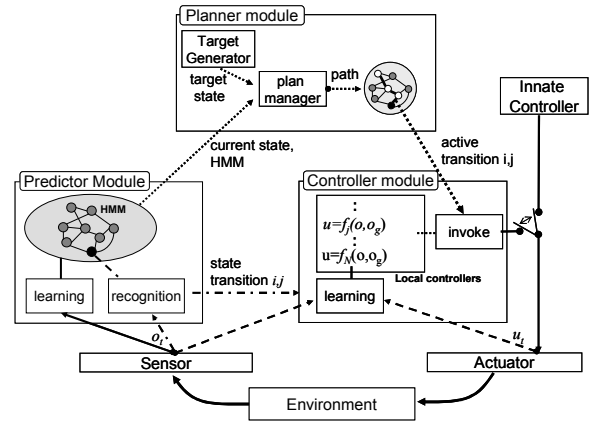 Planner module
Target
Generator
target
state
plan
manager
path
Innate
Controller
current state,
HMM
active
transition i,j
Predictor Module
HMM
learning
recognition
state
transition i,j
Controller module
⋮
u=fj(o,og)
⋮
u=fN(o,og)
Local controllers
invoke
learning
ot
ut
Sensor
Actuator
Environment